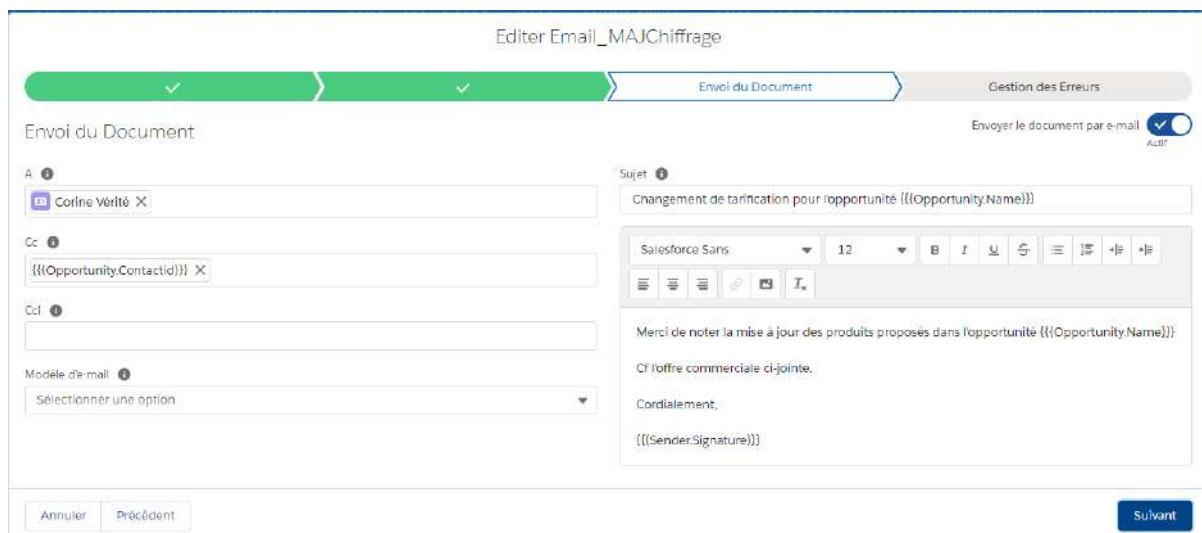 Editer Email_MAJChiffrage
Envoi du Document
Gestion des Erreurs
Envoi du Document
Envoyer le document par e-mail
Actif
A
Corine Vérité
Cc
{{{Opportunity.Contactid}}}
Cci
Modèle d'e-mail
Sélectionner une option
Sujet
Changement de tarification pour l'opportunité {{{Opportunity.Name}}}
Salesforce Sans 12 B I U S
Merci de noter la mise à jour des produits proposés dans l'opportunité {{{Opportunity.Name}}}
Cf l'offre commerciale ci-jointe.
Cordialement,
{{{Sender.Signature}}}
Annuler Précédent Suivant